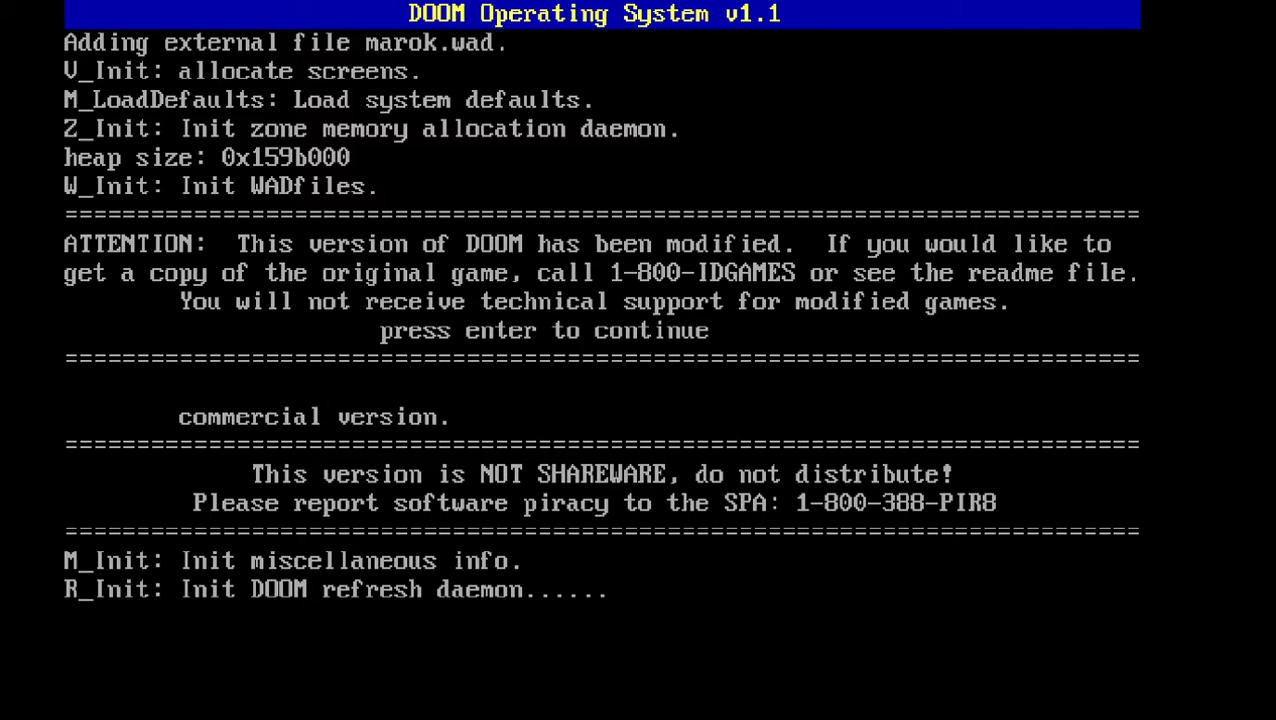 DOOM Operating System v1.1
Adding external file marok.wad.
V_Init: allocate screens.
M_LoadDefaults: Load system defaults.
Z_Init: Init zone memory allocation daemon.
heap size: 0x159b000
W_Init: Init WADfiles.
===========================================================================
ATTENTION:  This version of DOOM has been modified.  If you would like to
get a copy of the original game, call 1-800-IDGAMES or see the readme file.
You will not receive technical support for modified games.
press enter to continue
===========================================================================
commercial version.
===========================================================================
This version is NOT SHAREWARE, do not distribute!
Please report software piracy to the SPA: 1-800-388-PIR8
===========================================================================
M_Init: Init miscellaneous info.
R_Init: Init DOOM refresh daemon......